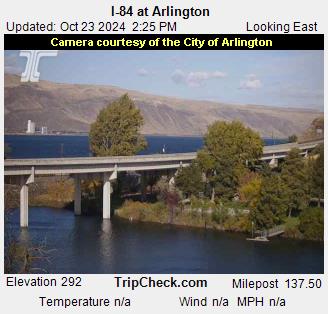 I-84 at Arlington
Updated: Oct 23 2024 2:25 PM Looking East
Camera courtesy of the City of Arlington
Elevation 292 TripCheck.com Milepost 137.50
Temperature n/a Wind n/a MPH n/a